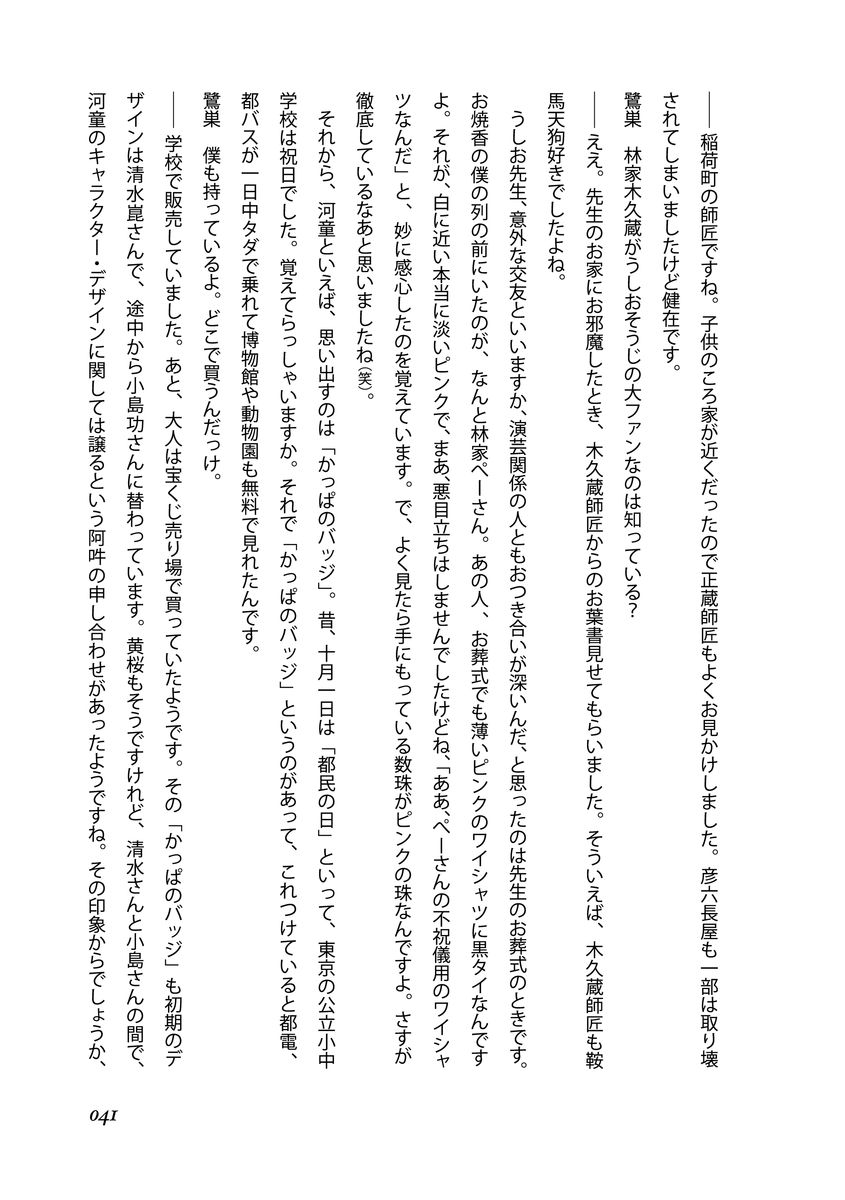 ――　稲荷町の師匠ですね。子供のころ家が近くだったので正蔵師匠もよくお見かけしました。彦六長屋も一部は取り壊
されてしまいましたけど健在です。
鷺巣　林家木久蔵がうしおそうじの大ファンなのは知っている？
――　ええ。先生のお家にお邪魔したとき、木久蔵師匠からのお葉書見せてもらいました。そういえば、木久蔵師匠も鞍
馬天狗好きでしたよね。
　うしお先生、意外な交友といいますか、演芸関係の人ともおつき合いが深いんだ、と思ったのは先生のお葬式のときです。
お焼香の僕の列の前にいたのが、なんと林家ペーさん。あの人、お葬式でも薄いピンクのワイシャツに黒タイなんです
よ。それが、白に近い本当に淡いピンクで、まあ、悪目立ちはしませんでしたけどね、「ああ、ペーさんの不祝儀用のワイシャ
ツなんだ」と、妙に感心したのを覚えています。で、よく見たら手にもっている数珠がピンクの珠なんですよ。さすが
徹底しているなあと思いましたね（笑）。
　それから、河童といえば、思い出すのは「かっぱのバッジ」。昔、十月一日は「都民の日」といって、東京の公立小中
学校は祝日でした。覚えてらっしゃいますか。それで「かっぱのバッジ」というのがあって、これつけていると都電、
都バスが一日中タダで乗れて博物館や動物園も無料で見れたんです。
鷺巣　僕も持っているよ。どこで買うんだっけ。
――　学校で販売していました。あと、大人は宝くじ売り場で買っていたようです。その「かっぱのバッジ」も初期のデ
ザインは清水崑さんで、途中から小島功さんに替わっています。黄桜もそうですけれど、清水さんと小島さんの間で、
河童のキャラクター・デザインに関しては譲るという阿吽の申し合わせがあったようですね。その印象からでしょうか、
041